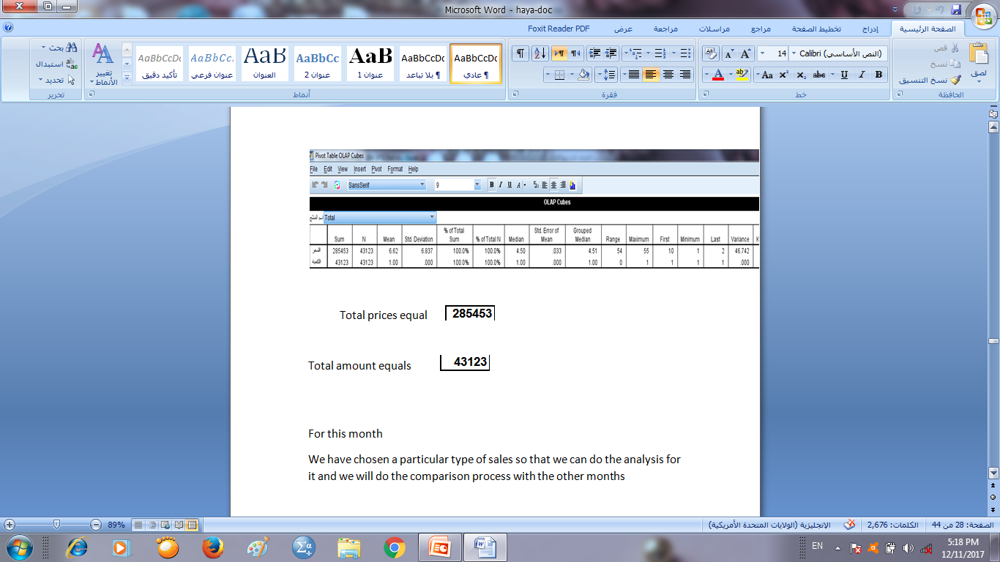 Microsoft Word - haya-doc
الصفحة الرئيسية إدراج تخطيط الصفحة مراجع مراسلات مراجعة عرض Foxit Reader PDF
قص
نسخ
نسخ التنسيق
لصق
الحافظة
Calibri (النص الأساسي) 14
خط
فقرة
AaBbCcDc AaBbCcDc AaB AaBbCc AaB AaBbCc. AaBbCcDc
¶ عادي ¶ بلا تباعد عنوان 1 عنوان 2 العنوان عنوان فرعي تأكيد دقيق
تغيير الأنماط
أنماط
بحث
استبدال
تحديد
تحرير
Pivot Table OLAP Cubes
File Edit View Insert Pivot Format Help
SansSerif 9 B I U A
OLAP Cubes
اسم المنتج Total
Sum N Mean Std. Deviation % of Total Sum % of Total N Median Std. Error of Mean Grouped Median Range Maximum First Minimum Last Variance K
السعر 285453 43123 6.62 6.837 100.0% 100.0% 4.50 .033 4.51 54 55 10 1 2 46.742
الكمية 43123 43123 1.00 .000 100.0% 100.0% 1.00 .000 1.00 0 1 1 1 1 .000
Total prices equal 285453
Total amount equals 43123
For this month
We have chosen a particular type of sales so that we can do the analysis for
it and we will do the comparison process with the other months
الصفحة: 28 من 44 الكلمات: 2,676 الإنجليزية (الولايات المتحدة الأمريكية) 89%
EN 5:18 PM
12/11/2017